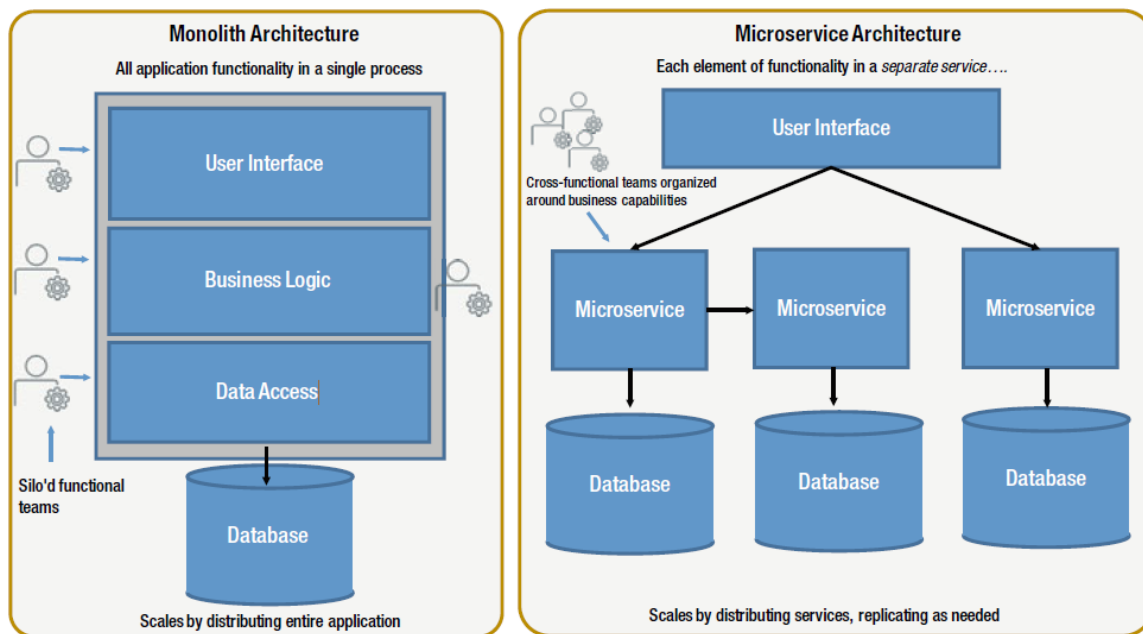 Monolith Architecture
All application functionality in a single process
User Interface
Business Logic
Data Access
Silo'd functional
teams
Database
Scales by distributing entire application
Microservice Architecture
Each element of functionality in a separate service….
User Interface
Cross-functional teams organized
around business capabilities
Microservice
Microservice
Microservice
Database
Database
Database
Scales by distributing services, replicating as needed